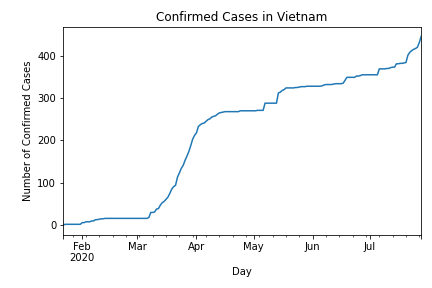 Confirmed Cases in Vietnam
Number of Confirmed Cases
400
300
200
100
0
Feb Mar Apr May Jun Jul
2020
Day